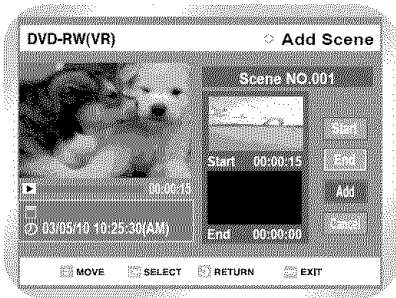 DVD-RW(VR)
Add Scene
Scene NO.001
Start 00:00:15
00:00:15
03/05/10 10:25:30(AM)
End 00:00:00
Start
End
Add
Cancel
MOVE SELECT RETURN EXIT